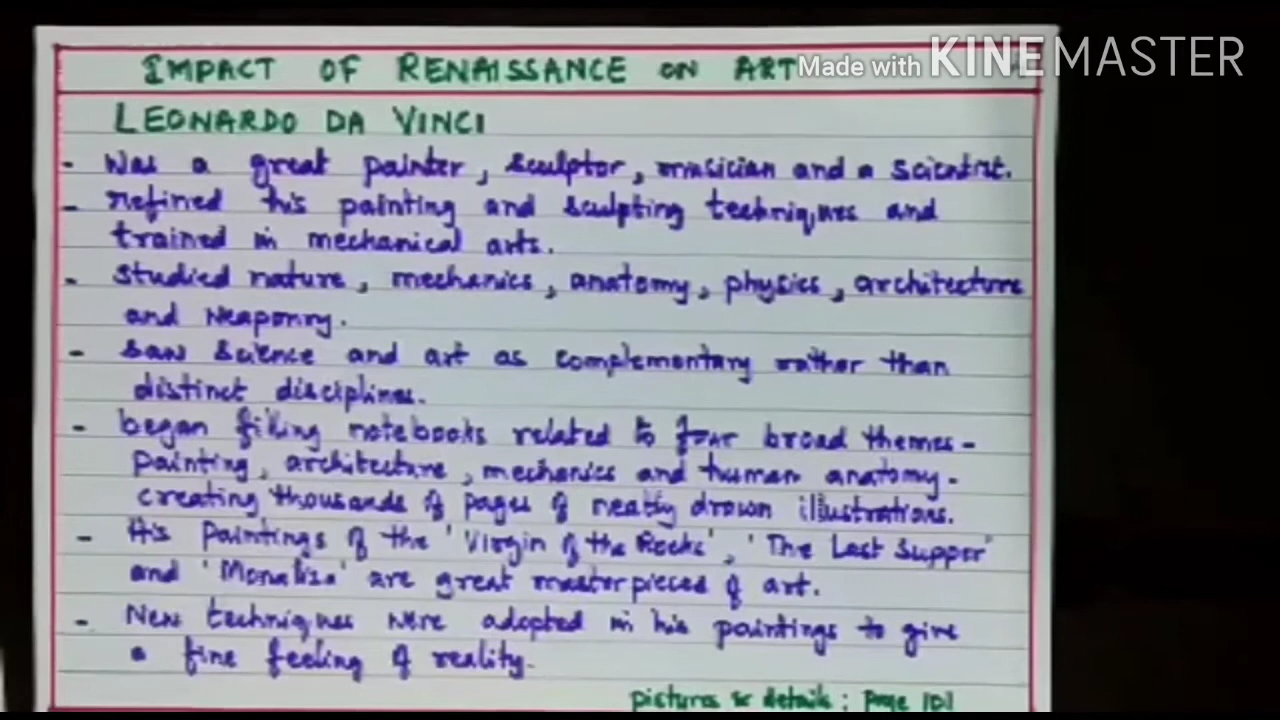 IMPACT OF RENAISSANCE ON ART
Made with KINEMASTER
LEONARDO DA VINCI
- Was a great painter, sculptor, musician and a scientist.
- refined his painting and sculpting techniques and
trained in mechanical arts.
- studied nature, mechanics, anatomy, physics, architecture
and weaponry.
- saw science and art as complementary rather than
distinct disciplines.
- began filling notebooks related to four broad themes -
painting, architecture, mechanics and human anatomy -
creating thousands of pages of neatly drawn illustrations.
- His paintings of the 'Virgin of the Rocks', 'The Last Supper'
and 'Monalisa' are great masterpieces of art.
- New techniques were adopted in his paintings to give
a fine feeling of reality.
pictures & details : page 101